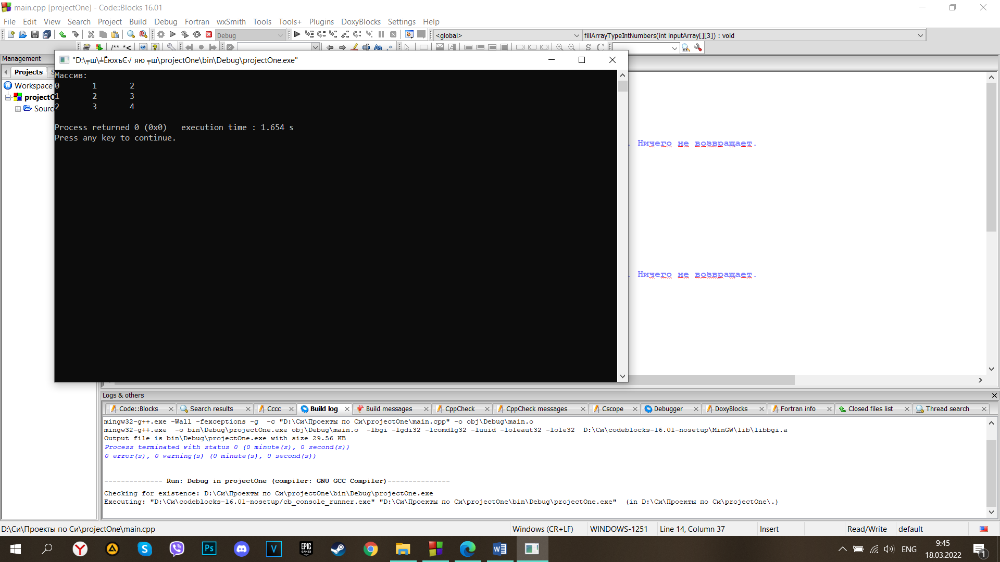 main.cpp [projectOne] - Code::Blocks 16.01
File Edit View Search Project Build Debug Fortran wxSmith Tools Tools+ Plugins DoxyBlocks Settings Help
Debug
<global>
fillArrayTypeIntNumbers(int inputArray[][3]) : void
/** *<
S C
Management
Projects
S
Workspace
projectO
Sourc
"D:\╤ш\╧ЁюхъЄ√ яю ╤ш\projectOne\bin\Debug\projectOne.exe"
Массив:
0 1 2
1 2 3
2 3 4
Process returned 0 (0x0) execution time : 1.654 s
Press any key to continue.
. Ничего не возвращает.
. Ничего не возвращает.
Logs & others
Code::Blocks Search results Cccc Build log Build messages CppCheck CppCheck messages Cscope Debugger DoxyBlocks Fortran info Closed files list Thread search
mingw32-g++.exe -Wall -fexceptions -g -c "D:\Си\Проекты по Си\projectOne\main.cpp" -o obj\Debug\main.o
mingw32-g++.exe -o bin\Debug\projectOne.exe obj\Debug\main.o -lbgi -lgdi32 -lcomdlg32 -luuid -loleaut32 -lole32 D:\Си\codeblocks-16.01-nosetup\MinGW\lib\libbgi.a
Output file is bin\Debug\projectOne.exe with size 29.56 KB
Process terminated with status 0 (0 minute(s), 0 second(s))
0 error(s), 0 warning(s) (0 minute(s), 0 second(s))
-------------- Run: Debug in projectOne (compiler: GNU GCC Compiler)---------------
Checking for existence: D:\Си\Проекты по Си\projectOne\bin\Debug\projectOne.exe
Executing: "D:\Си\codeblocks-16.01-nosetup/cb_console_runner.exe" "D:\Си\Проекты по Си\projectOne\bin\Debug\projectOne.exe" (in D:\Си\Проекты по Си\projectOne\.)
D:\Си\Проекты по Си\projectOne\main.cpp
Windows (CR+LF)
WINDOWS-1251
Line 14, Column 37
Insert
Read/Write
default
Ps
V
EPIC GAMES
ENG
9:45
18.03.2022
1